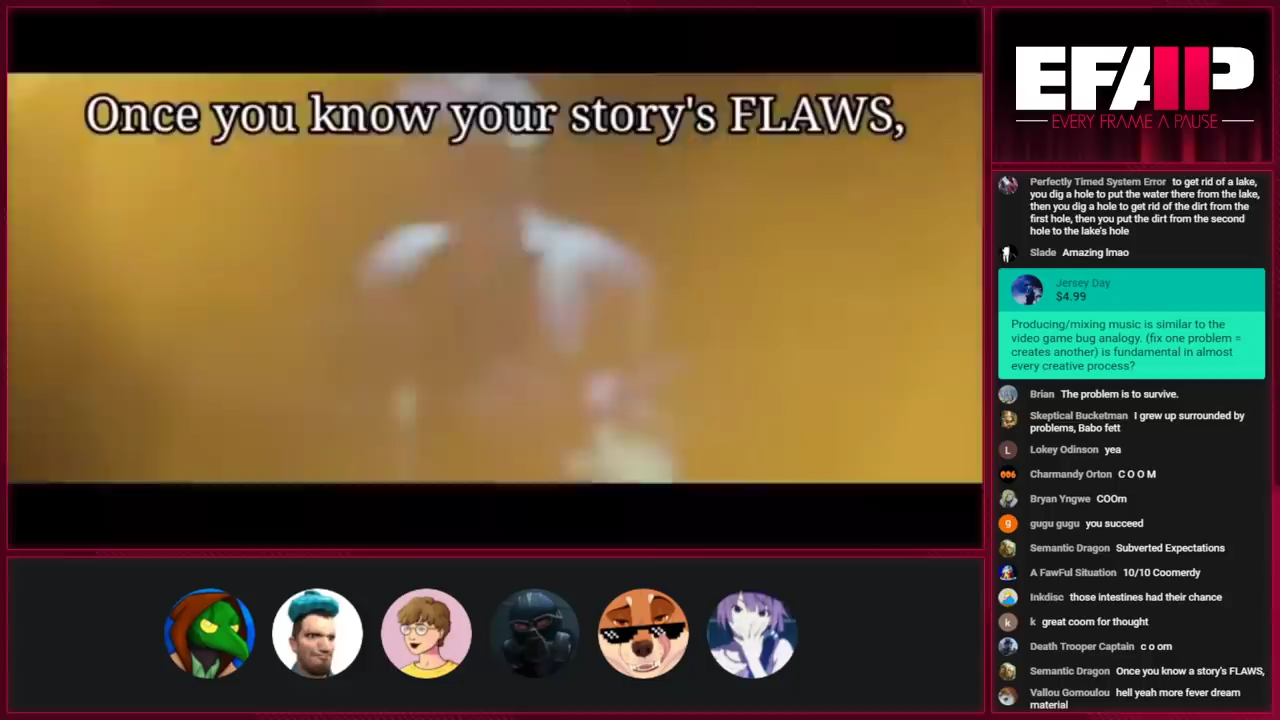 Once you know your story's FLAWS,
EFAP
EVERY FRAME A PAUSE
Perfectly Timed System Error to get rid of a lake,
you dig a hole to put the water there from the lake,
then you dig a hole to get rid of the dirt from the
first hole, then you put the dirt from the second
hole to the lake's hole
Slade Amazing lmao
Jersey Day
$4.99
Producing/mixing music is similar to the
video game bug analogy. (fix one problem =
creates another) is fundamental in almost
every creative process?
Brian The problem is to survive.
Skeptical Bucketman I grew up surrounded by
problems, Babo fett
L
Lokey Odinson yea
006
Charmandy Orton C O O M
Bryan Yngwe COOm
g
gugu gugu you succeed
Semantic Dragon Subverted Expectations
A FawFul Situation 10/10 Coomerdy
Inkdisc those intestines had their chance
k
k great coom for thought
Death Trooper Captain c o om
Semantic Dragon Once you know a story's FLAWS,
Vallou Gomoulou hell yeah more fever dream
material